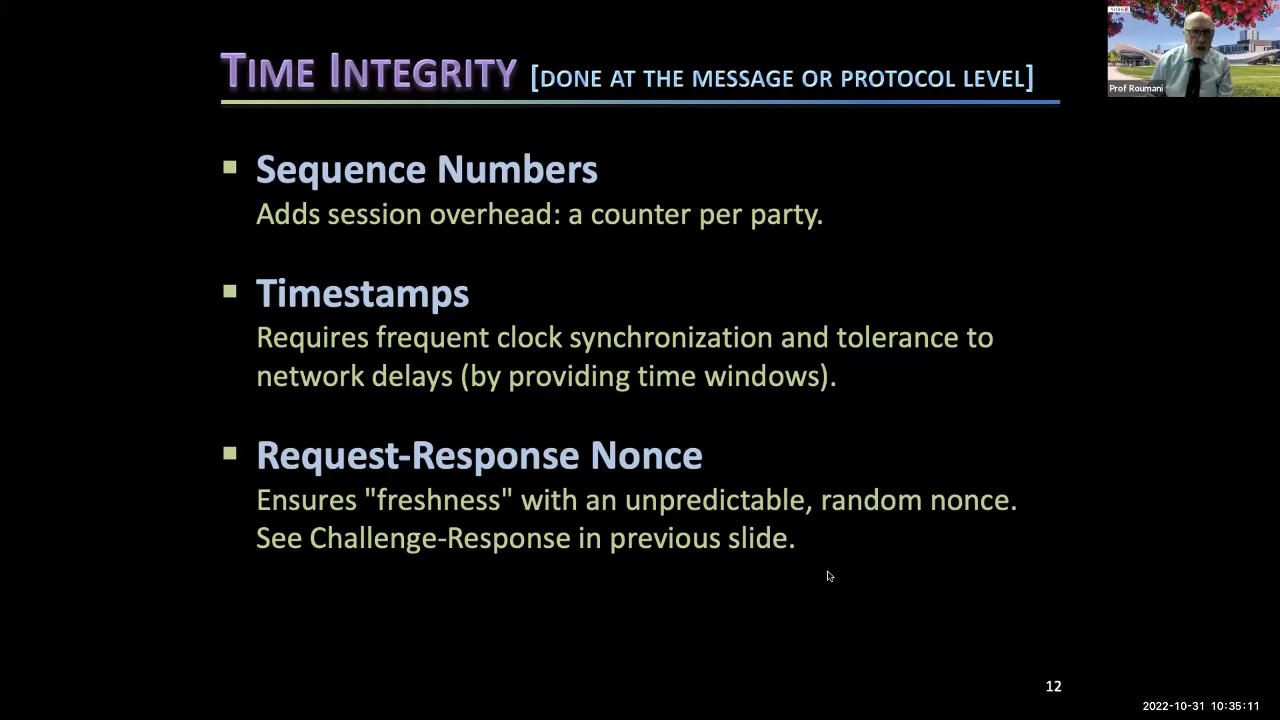 TIME INTEGRITY [DONE AT THE MESSAGE OR PROTOCOL LEVEL]
Prof Roumani
▪ Sequence Numbers
Adds session overhead: a counter per party.
▪ Timestamps
Requires frequent clock synchronization and tolerance to
network delays (by providing time windows).
▪ Request-Response Nonce
Ensures "freshness" with an unpredictable, random nonce.
See Challenge-Response in previous slide.
12
2022-10-31 10:35:11